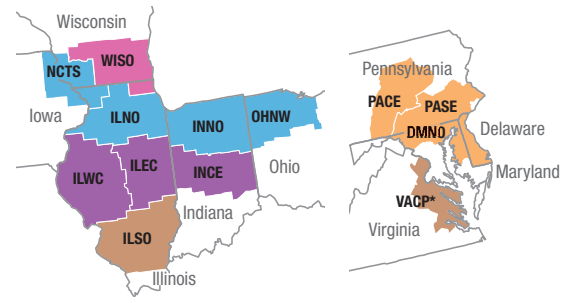 Wisconsin
WISO
NCTS
Iowa
ILNO
INNO
OHNW
ILWC
ILEC
INCE
Ohio
Indiana
ILSO
Illinois
Pennsylvania
PACE
PASE
DMN0
Delaware
Maryland
VACP*
Virginia